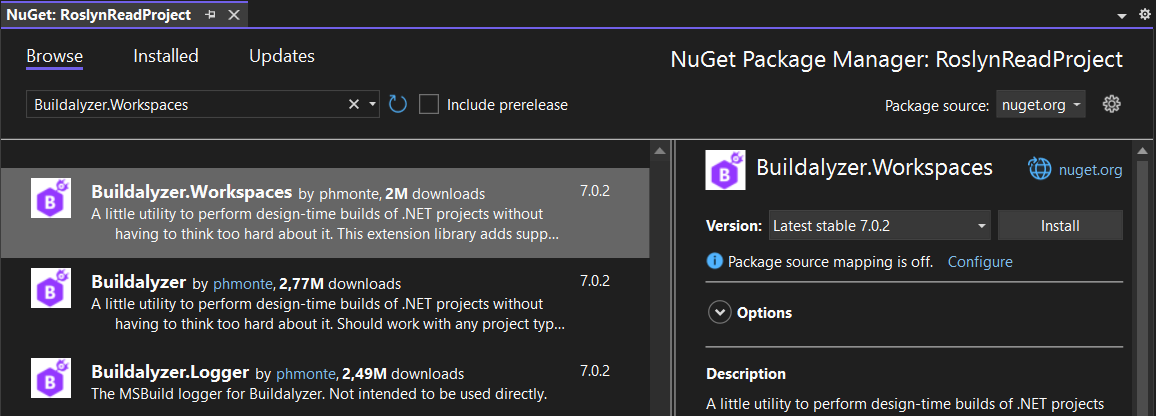 NuGet: RoslynReadProject
Browse Installed Updates
NuGet Package Manager: RoslynReadProject
Buildalyzer.Workspaces
Include prerelease
Package source: nuget.org
B
Buildalyzer.Workspaces by phmonte, 2M downloads 7.0.2
A little utility to perform design-time builds of .NET projects without
having to think too hard about it. This extension library adds supp...
B
Buildalyzer by phmonte, 2,77M downloads 7.0.2
A little utility to perform design-time builds of .NET projects without
having to think too hard about it. Should work with any project typ...
B
Buildalyzer.Logger by phmonte, 2,49M downloads 7.0.2
The MSBuild logger for Buildalyzer. Not intended to be used directly.
B
Buildalyzer.Workspaces nuget.org
Version: Latest stable 7.0.2 Install
Package source mapping is off. Configure
Options
Description
A little utility to perform design-time builds of .NET projects